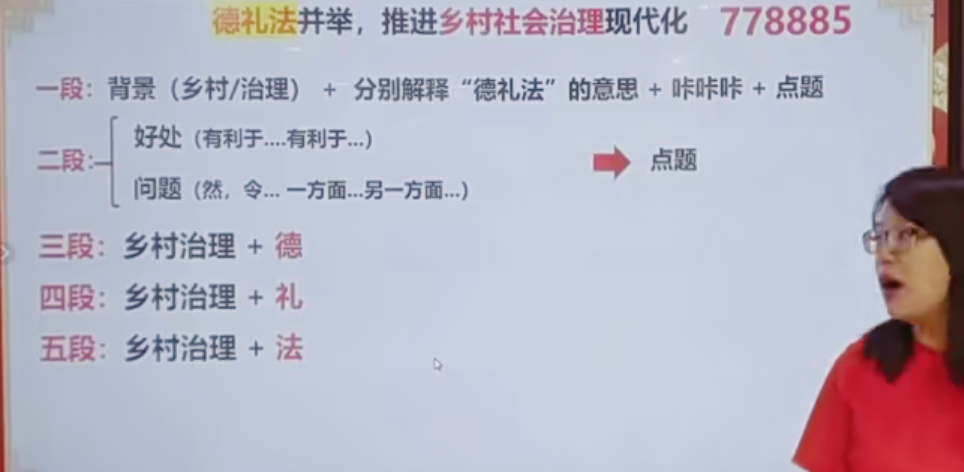 德礼法并举，推进乡村社会治理现代化 778885
一段：背景（乡村/治理） + 分别解释“德礼法”的意思 + 咔咔咔 + 点题
二段：
好处（有利于....有利于...）
问题（然，令... 一方面...另一方面...）
点题
三段：乡村治理 + 德
四段：乡村治理 + 礼
五段：乡村治理 + 法